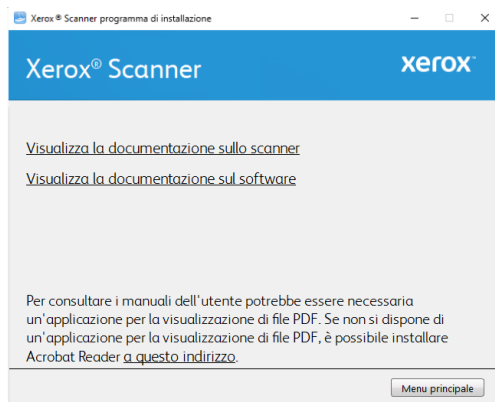 Xerox® Scanner programma di installazione
Xerox® Scanner
xerox™
Visualizza la documentazione sullo scanner
Visualizza la documentazione sul software
Per consultare i manuali dell'utente potrebbe essere necessaria
un'applicazione per la visualizzazione di file PDF. Se non si dispone di
un'applicazione per la visualizzazione di file PDF, è possibile installare
Acrobat Reader a questo indirizzo.
Menu principale